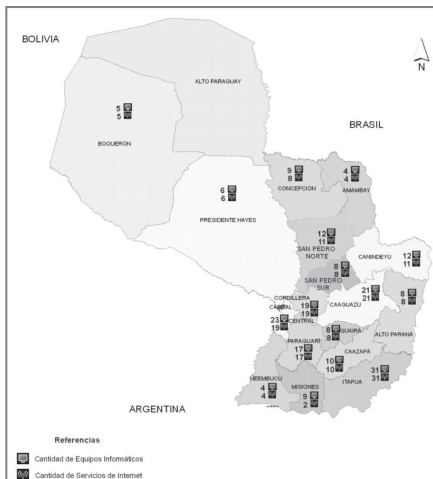 BOLIVIA
N
ALTO PARAGUAY
5
5
BOQUERON
BRASIL
9
8
CONCEPCION
4
4
AMAMBAY
6
6
PRESIDENTE HAYES
12
11
SAN PEDRO
NORTE
CANINDEYU
12
11
8
8
SAN PEDRO
SUR
21
21
CAAGUAZU
8
8
CORDILLERA
19
19
CAPITAL
CENTRAL
23
19
8
8
GUAIRA
ALTO PARANÁ
PARAGUARÍ
17
17
CAAZAPA
10
10
31
31
ITAPUA
ÑEEMBUCU
4
4
MISIONES
9
2
ARGENTINA
Referencias
Cantidad de Equipos Informáticos
Cantidad de Servicios de Internet